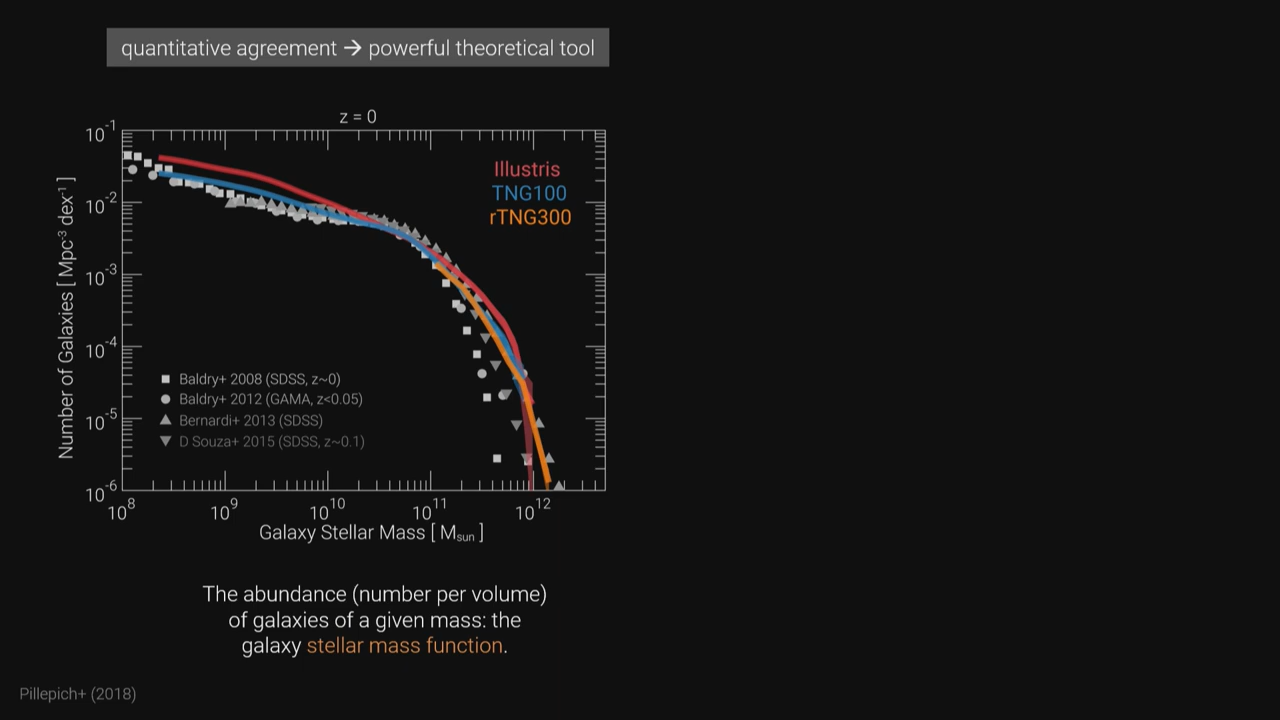 quantitative agreement → powerful theoretical tool
z = 0
10⁻¹
10⁻²
10⁻³
10⁻⁴
10⁻⁵
10⁻⁶
Number of Galaxies [ Mpc⁻³ dex⁻¹ ]
Illustris
TNG100
rTNG300
Baldry+ 2008 (SDSS, z~0)
Baldry+ 2012 (GAMA, z<0.05)
Bernardi+ 2013 (SDSS)
D Souza+ 2015 (SDSS, z~0.1)
10⁸ 10⁹ 10¹⁰ 10¹¹ 10¹²
Galaxy Stellar Mass [ Msun ]
The abundance (number per volume)
of galaxies of a given mass: the
galaxy stellar mass function.
Pillepich+ (2018)